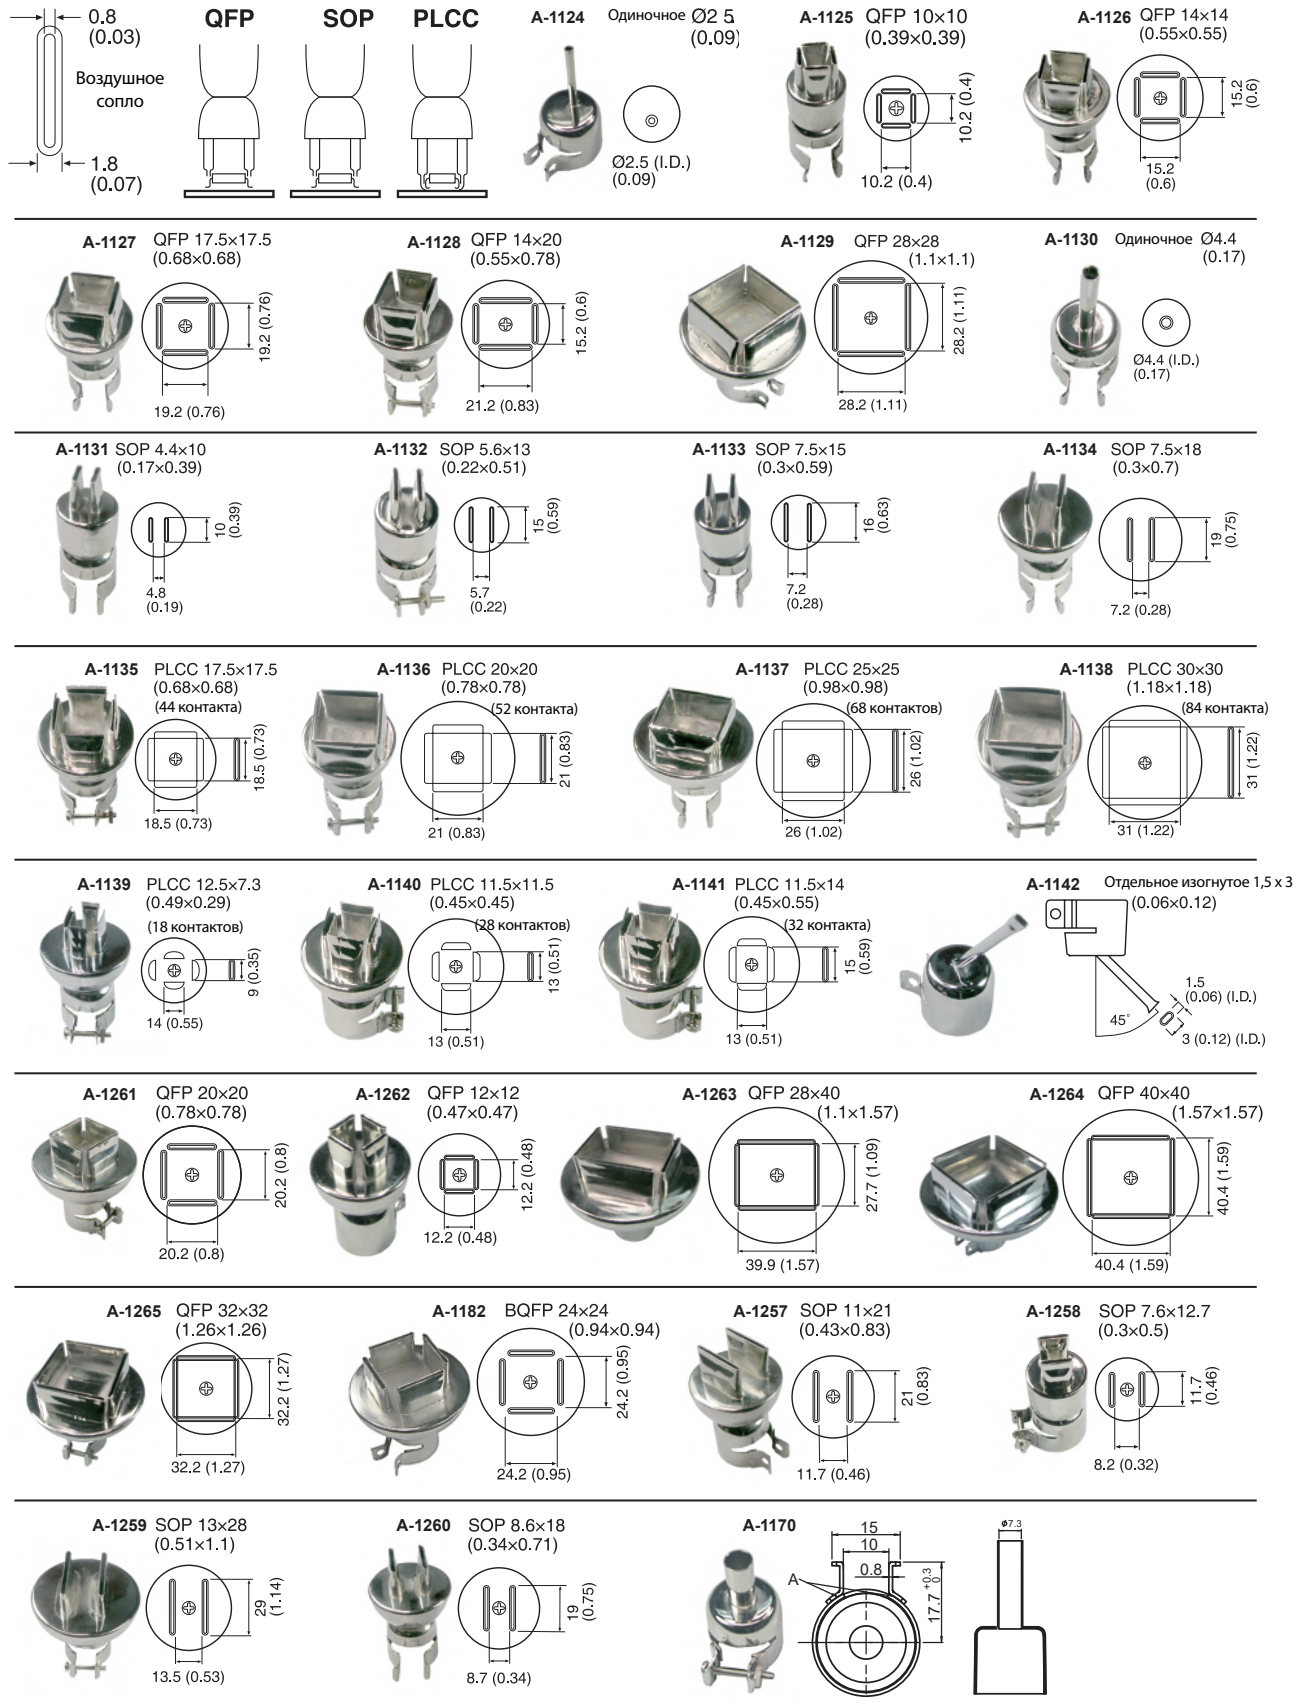 0.8
(0.03)
Воздушное
сопло
1.8
(0.07)
QFP SOP PLCC
A-1124 Одиночное Ø2 5.
(0.09)
Ø2.5 (I.D.)
(0.09)
A-1125 QFP 10×10
(0.39×0.39)
10.2 (0.4)
10.2 (0.4)
A-1126 QFP 14×14
(0.55×0.55)
15.2
(0.6)
15.2
(0.6)
A-1127 QFP 17.5×17.5
(0.68×0.68)
19.2 (0.76)
19.2 (0.76)
A-1128 QFP 14×20
(0.55×0.78)
15.2 (0.6)
21.2 (0.83)
A-1129 QFP 28×28
(1.1×1.1)
28.2 (1.11)
28.2 (1.11)
A-1130 Одиночное Ø4.4
(0.17)
Ø4.4 (I.D.)
(0.17)
A-1131 SOP 4.4×10
(0.17×0.39)
10
(0.39)
4.8
(0.19)
A-1132 SOP 5.6×13
(0.22×0.51)
15
(0.59)
5.7
(0.22)
A-1133 SOP 7.5×15
(0.3×0.59)
16
(0.63)
7.2
(0.28)
A-1134 SOP 7.5×18
(0.3×0.7)
19
(0.75)
7.2 (0.28)
A-1135 PLCC 17.5×17.5
(0.68×0.68)
(44 контакта)
18.5 (0.73)
18.5 (0.73)
A-1136 PLCC 20×20
(0.78×0.78)
(52 контакта)
21 (0.83)
21 (0.83)
A-1137 PLCC 25×25
(0.98×0.98)
(68 контактов)
26 (1.02)
26 (1.02)
A-1138 PLCC 30×30
(1.18×1.18)
(84 контакта)
31 (1.22)
31 (1.22)
A-1139 PLCC 12.5×7.3
(0.49×0.29)
(18 контактов)
9 (0.35)
14 (0.55)
A-1140 PLCC 11.5×11.5
(0.45×0.45)
(28 контактов)
13 (0.51)
13 (0.51)
A-1141 PLCC 11.5×14
(0.45×0.55)
(32 контакта)
15
(0.59)
13 (0.51)
A-1142 Отдельное изогнутое 1,5 x 3
(0.06×0.12)
1.5
(0.06) (I.D.)
45°
3 (0.12) (I.D.)
A-1261 QFP 20×20
(0.78×0.78)
20.2 (0.8)
20.2 (0.8)
A-1262 QFP 12×12
(0.47×0.47)
12.2 (0.48)
12.2 (0.48)
A-1263 QFP 28×40
(1.1×1.57)
27.7 (1.09)
39.9 (1.57)
A-1264 QFP 40×40
(1.57×1.57)
40.4 (1.59)
40.4 (1.59)
A-1265 QFP 32×32
(1.26×1.26)
32.2 (1.27)
32.2 (1.27)
A-1182 BQFP 24×24
(0.94×0.94)
24.2 (0.95)
24.2 (0.95)
A-1257 SOP 11×21
(0.43×0.83)
21
(0.83)
11.7 (0.46)
A-1258 SOP 7.6×12.7
(0.3×0.5)
11.7
(0.46)
8.2 (0.32)
A-1259 SOP 13×28
(0.51×1.1)
29
(1.14)
13.5 (0.53)
A-1260 SOP 8.6×18
(0.34×0.71)
19
(0.75)
8.7 (0.34)
A-1170
15
10
0.8
A
17.7 +0.3 0
ø7.3